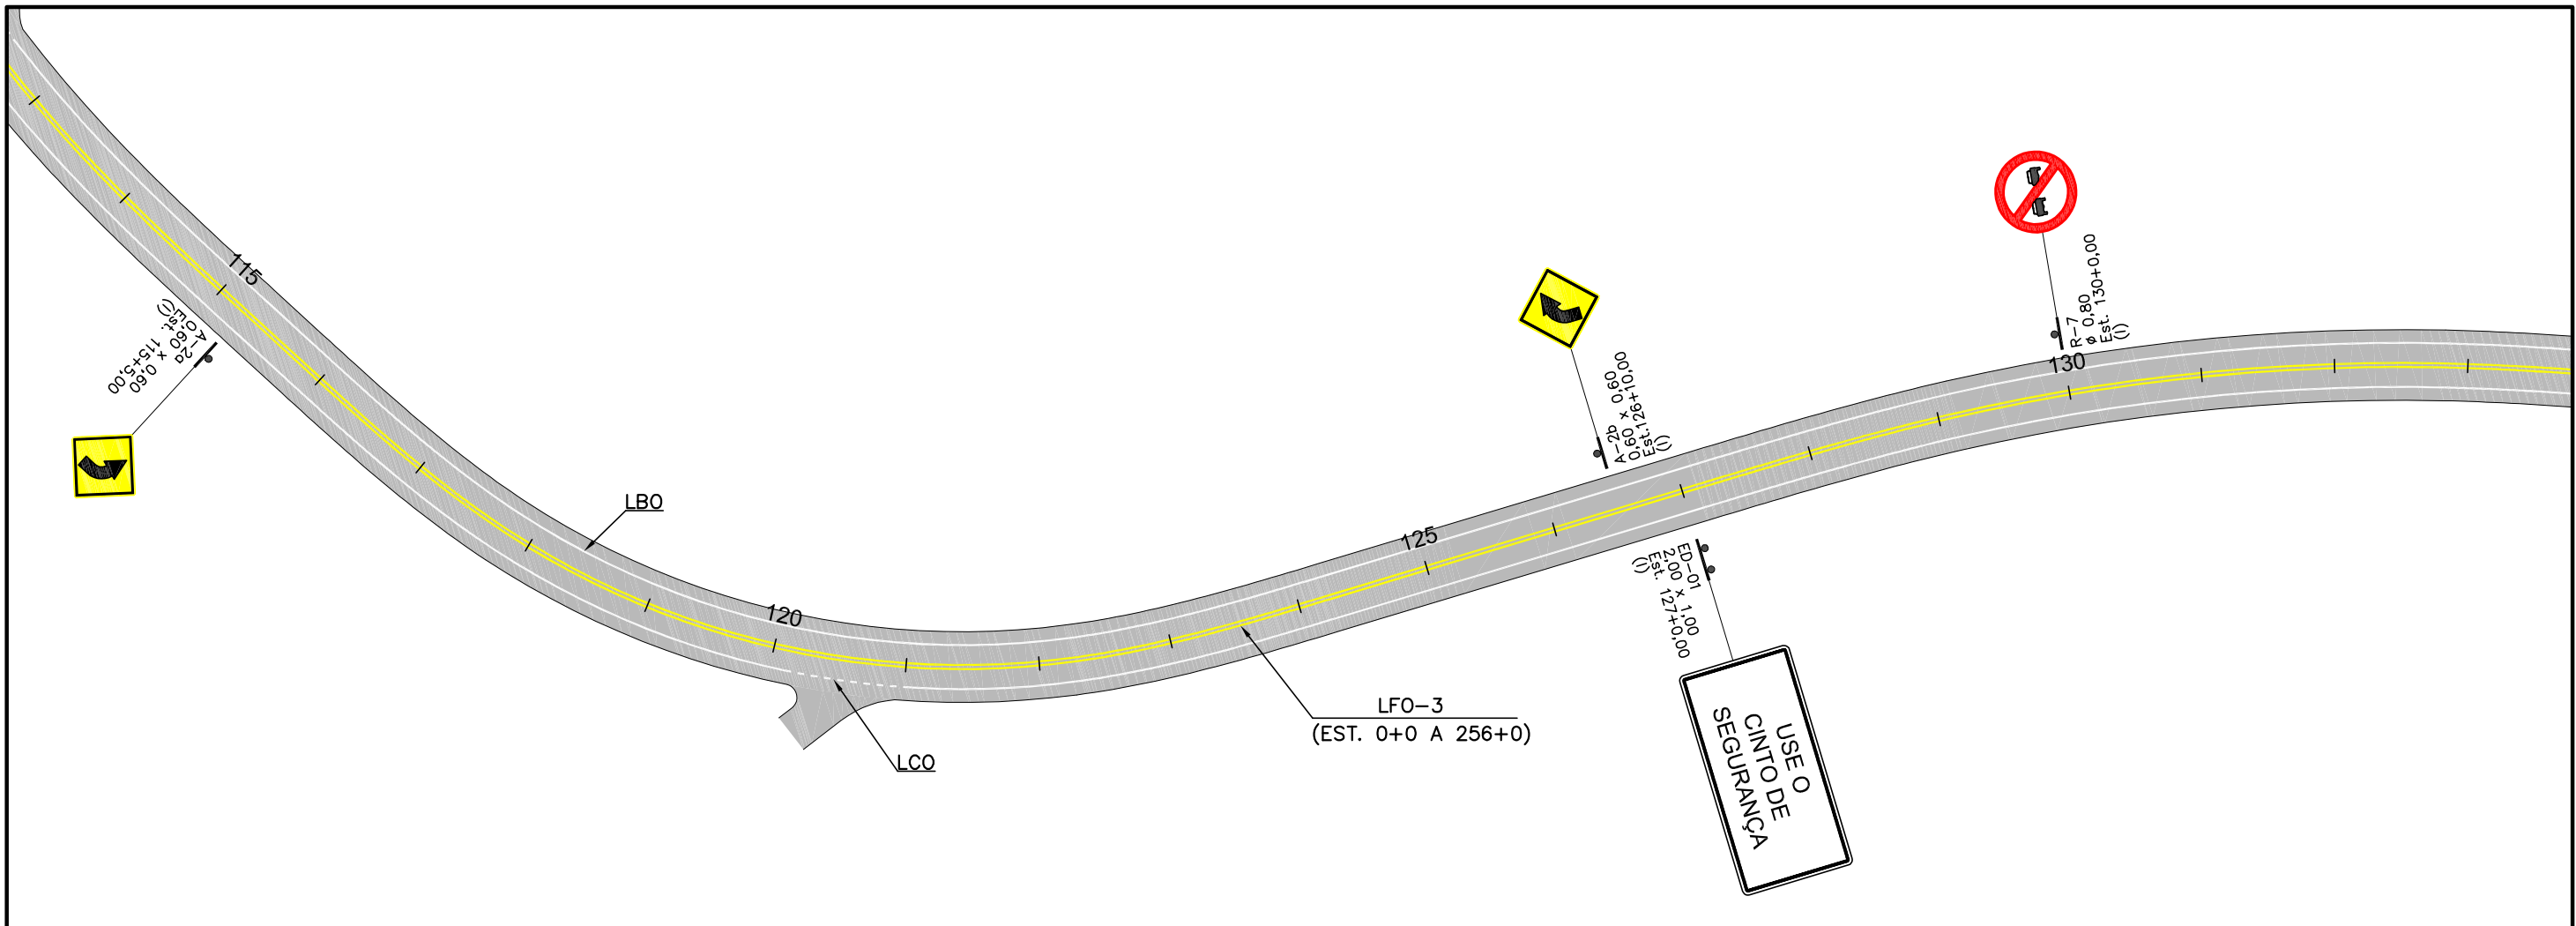 115
A-2a
0,60 x 0,60
Est. 115+5,00
(I)
LBO
120
LCO
LFO-3
(EST. 0+0 A 256+0)
125
A-2b
0,60 x 0,60
Est.126+10,00
(I)
ED-01
2,00 x 1,00
Est. 127+0,00
(I)
USE O
CINTO DE
SEGURANÇA
130
R-7
ø 0,80
Est. 130+0,00
(I)